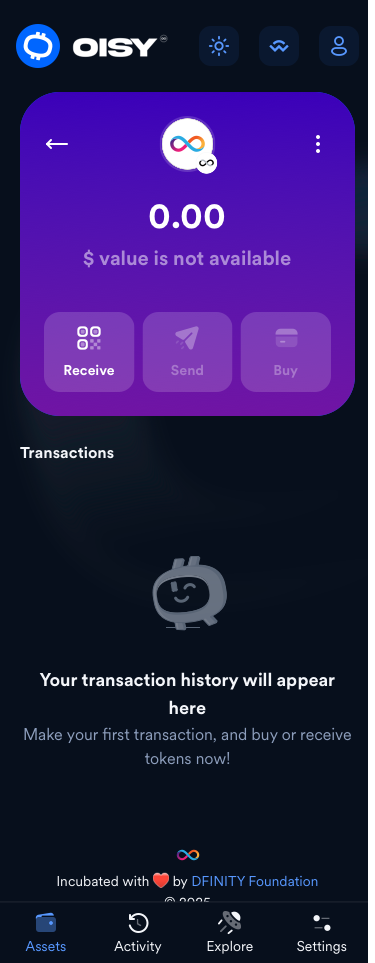 OISY
0.00
$ value is not available
Receive
Send
Buy
Transactions
Your transaction history will appear
here
Make your first transaction, and buy or receive
tokens now!
Incubated with ❤️ by DFINITY Foundation
© 2025
Assets
Activity
Explore
Settings